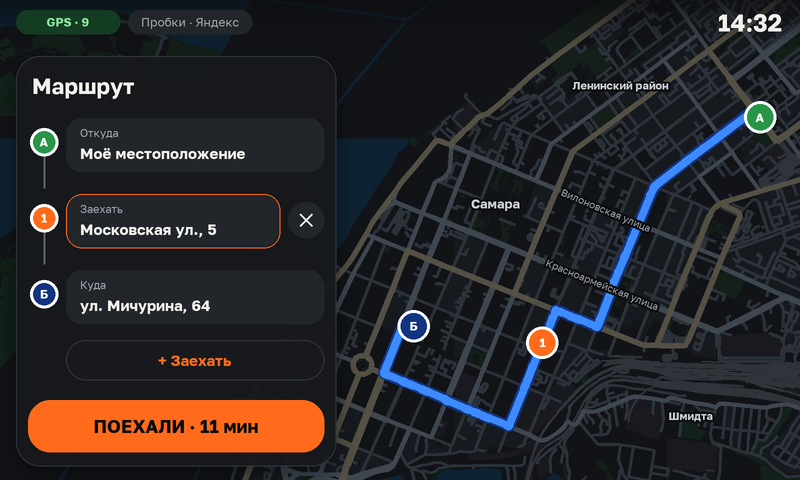 GPS · 9
Пробки · Яндекс
14:32
Маршрут
А
Откуда
Моё местоположение
1
Заехать
Московская ул., 5
Б
Куда
ул. Мичурина, 64
+ Заехать
ПОЕХАЛИ · 11 мин
Ленинский район
А
Самара
Вилоновская улица
Красноармейская улица
Б
1
Шмидта